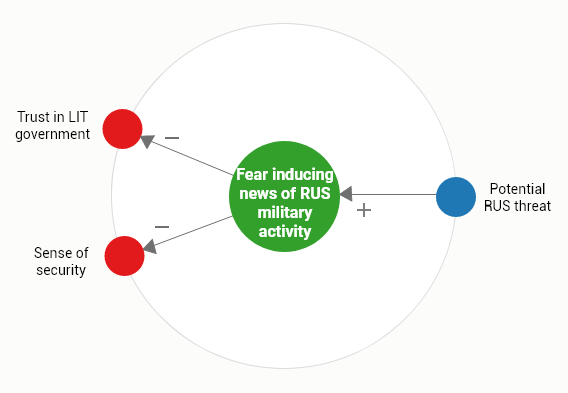 Trust in LIT
government
−
Fear inducing
news of RUS
military
activity
Potential
RUS threat
+
−
Sense of
security